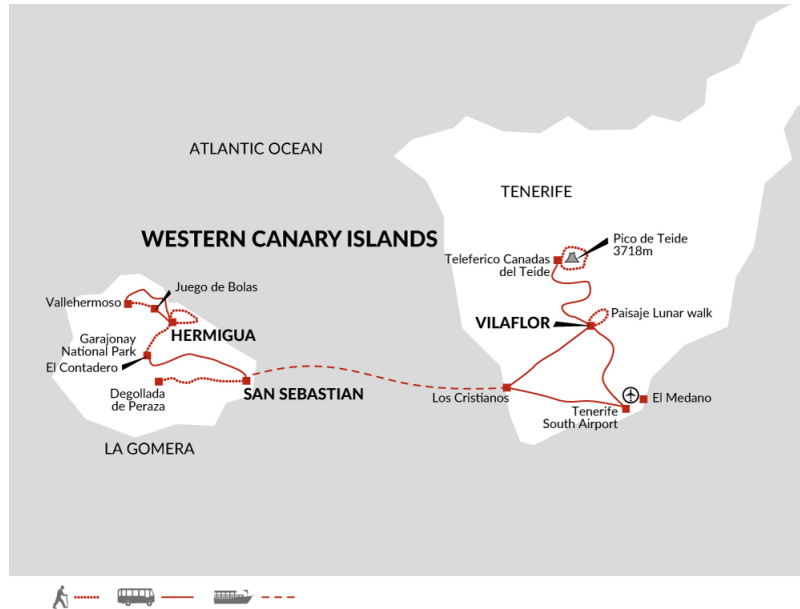 ATLANTIC OCEAN
TENERIFE
WESTERN CANARY ISLANDS
Pico de Teide
3718m
Teleferico Canadas
del Teide
Juego de Bolas
Vallehermoso
Paisaje Lunar walk
VILAFLOR
HERMIGUA
Garajonay
National Park
El Contadero
Degollada
de Peraza
SAN SEBASTIAN
Los Cristianos
El Medano
Tenerife
South Airport
LA GOMERA